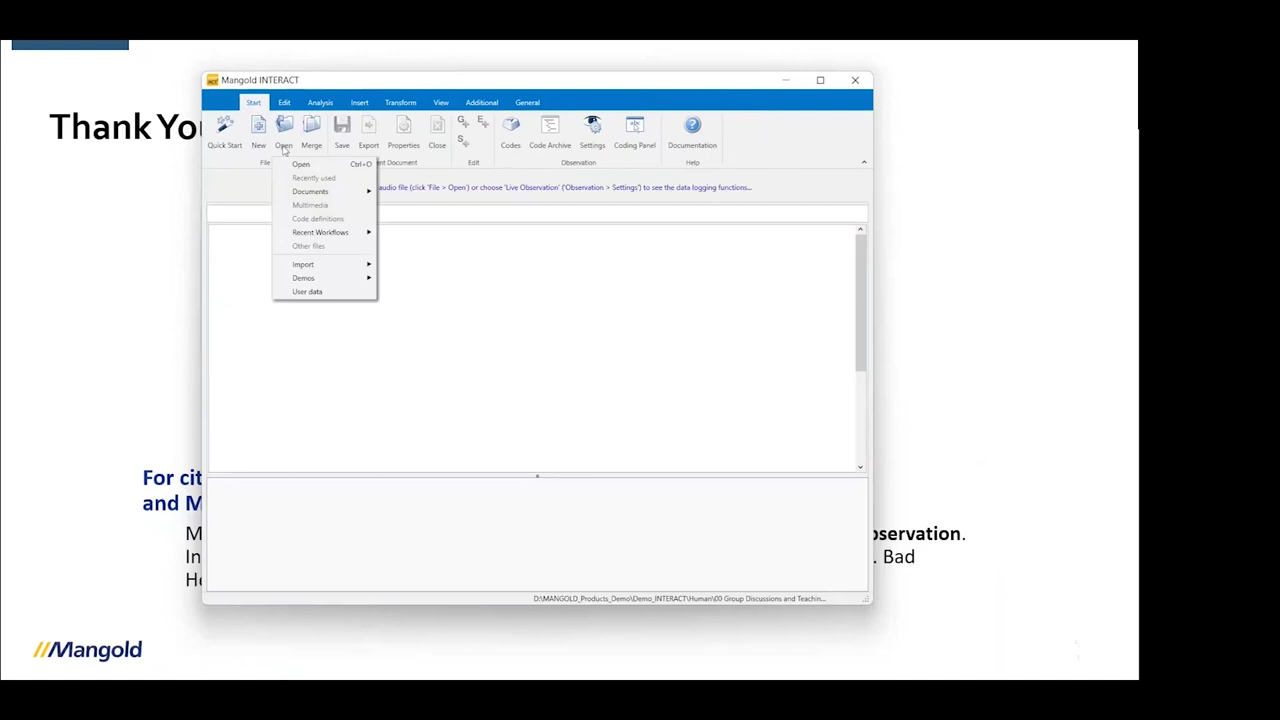 Thank You
Mangold INTERACT
Start Edit Analysis Insert Transform View Additional General
Quick Start New Open Merge Save Export Properties Close Codes Code Archive Settings Coding Panel Documentation
File Document Edit Observation Help
audio file (click 'File > Open') or choose 'Live Observation' ('Observation > Settings') to see the data logging functions...
Open Ctrl+O
Recently used
Documents
Multimedia
Code definitions
Recent Workflows
Other files
Import
Demos
User data
For cit
and M
M
bservation.
In
. Bad
He
D:\MANGOLD_Products_Demo\Demo_INTERACT\Human\00 Group Discussions and Teachin...
//Mangold